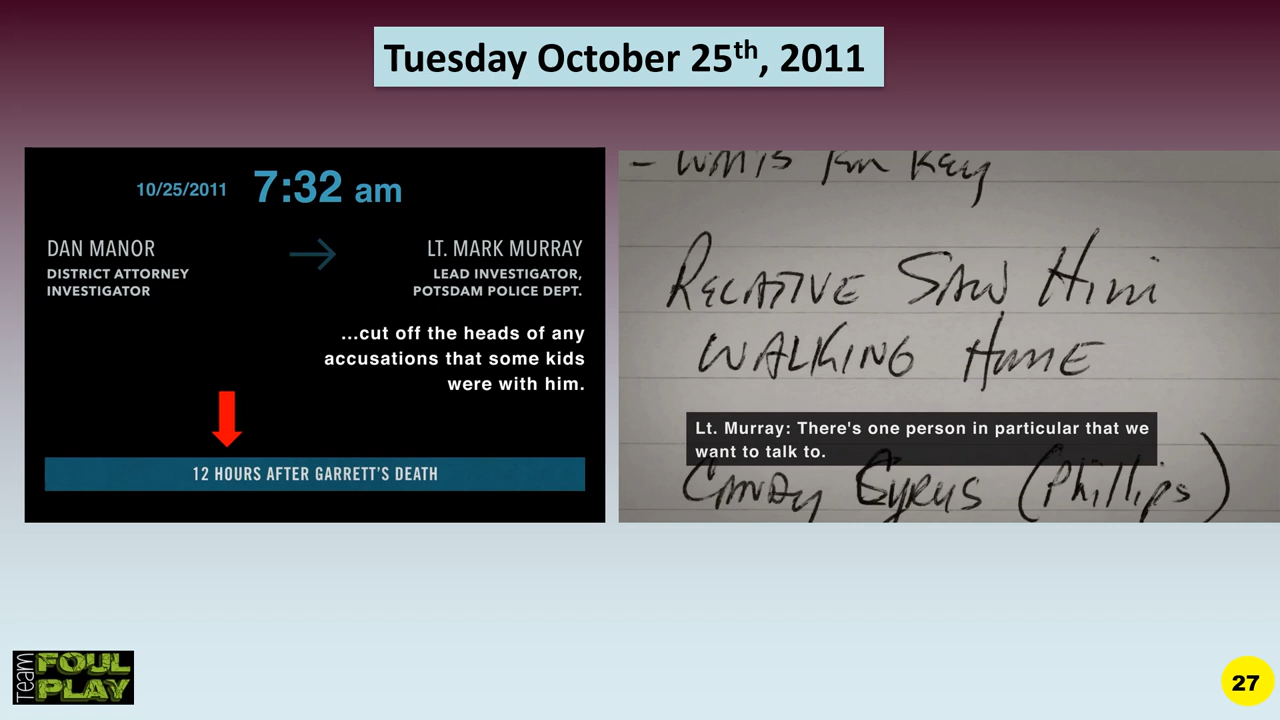 Tuesday October 25th, 2011
10/25/2011 7:32 am
DAN MANOR
DISTRICT ATTORNEY
INVESTIGATOR
LT. MARK MURRAY
LEAD INVESTIGATOR,
POTSDAM POLICE DEPT.
...cut off the heads of any
accusations that some kids
were with him.
12 HOURS AFTER GARRETT'S DEATH
Key
RELATIVE SAW HIM
WALKING HOME
Lt. Murray: There's one person in particular that we
want to talk to.
Cyrus (Phillips)
Team
FOUL
PLAY
27